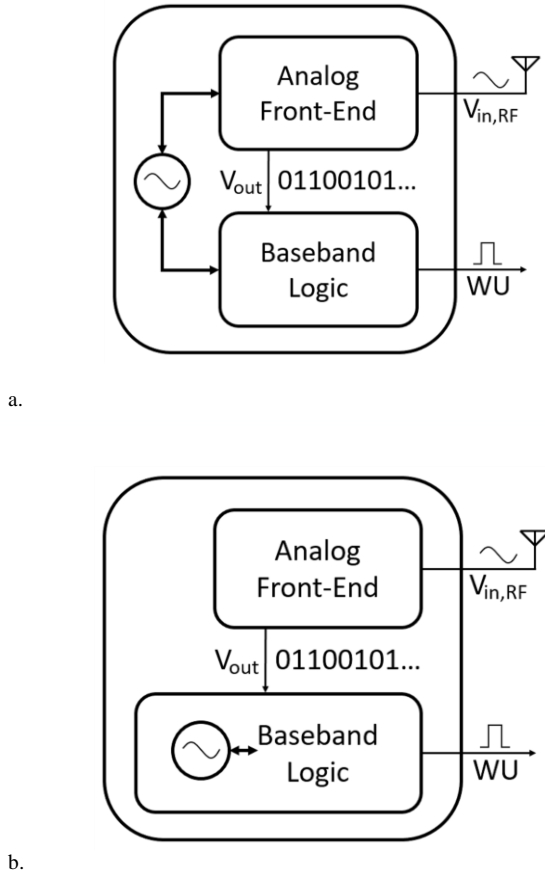 Analog
Front-End
V_in,RF
V_out 01100101...
Baseband
Logic
WU
a.
Analog
Front-End
V_in,RF
V_out 01100101...
Baseband
Logic
WU
b.